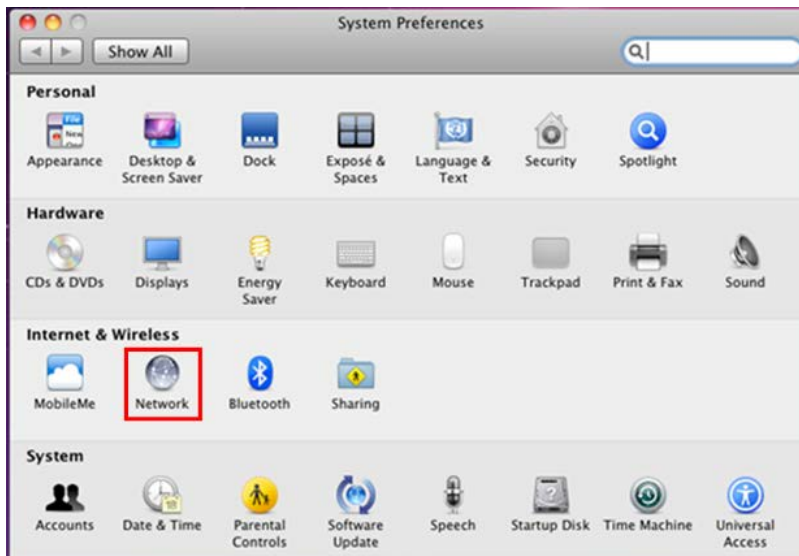 System Preferences
Show All
Personal
Appearance
Desktop &
Screen Saver
Dock
Exposé &
Spaces
Language &
Text
Security
Spotlight
Hardware
CDs & DVDs
Displays
Energy
Saver
Keyboard
Mouse
Trackpad
Print & Fax
Sound
Internet & Wireless
MobileMe
Network
Bluetooth
Sharing
System
Accounts
Date & Time
Parental
Controls
Software
Update
Speech
Startup Disk
Time Machine
Universal
Access